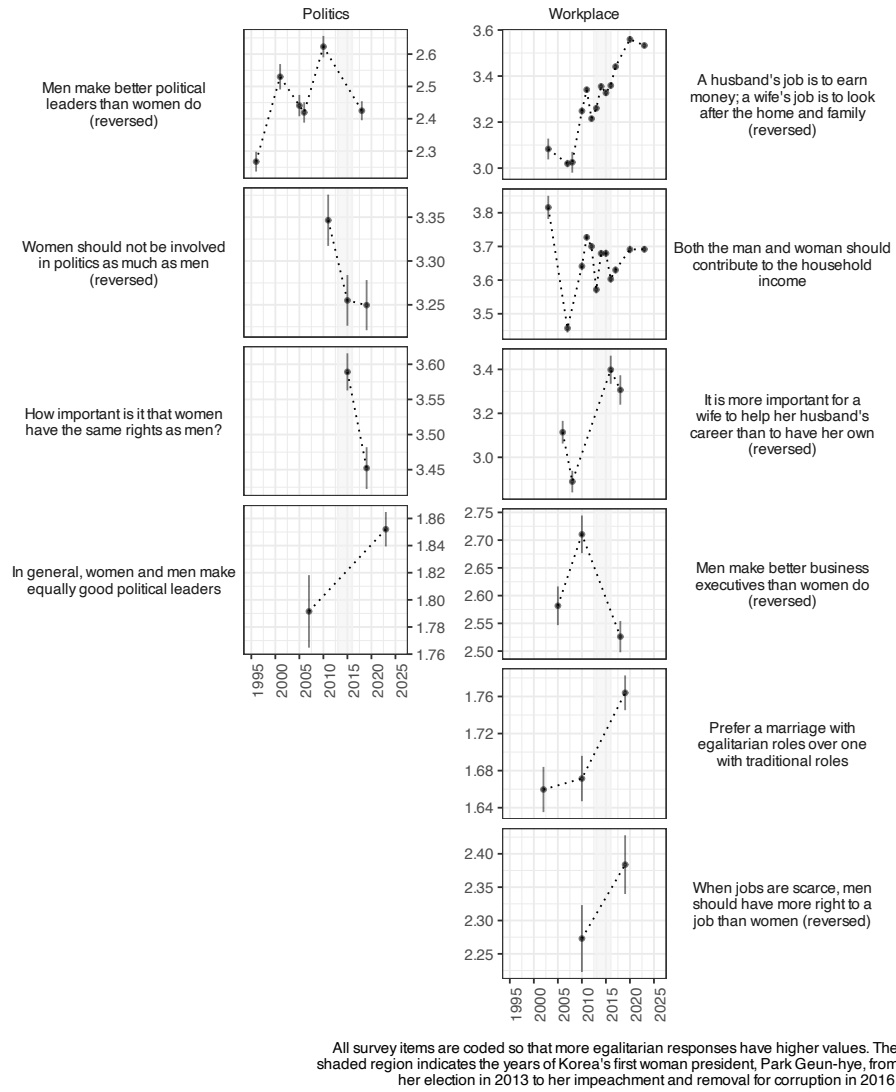 Politics
Men make better political
leaders than women do
(reversed)
2.6
2.5
2.4
2.3
Women should not be involved
in politics as much as men
(reversed)
3.35
3.30
3.25
How important is it that women
have the same rights as men?
3.60
3.55
3.50
3.45
In general, women and men make
equally good political leaders
1.86
1.84
1.82
1.80
1.78
1.76
1995
2000
2005
2010
2015
2020
2025
Workplace
3.6
3.4
3.2
3.0
A husband's job is to earn
money; a wife's job is to look
after the home and family
(reversed)
3.8
3.7
3.6
3.5
Both the man and woman should
contribute to the household
income
3.4
3.2
3.0
It is more important for a
wife to help her husband's
career than to have her own
(reversed)
2.75
2.70
2.65
2.60
2.55
2.50
Men make better business
executives than women do
(reversed)
1.76
1.72
1.68
1.64
Prefer a marriage with
egalitarian roles over one
with traditional roles
2.40
2.35
2.30
2.25
When jobs are scarce, men
should have more right to a
job than women (reversed)
1995
2000
2005
2010
2015
2020
2025
All survey items are coded so that more egalitarian responses have higher values. The
shaded region indicates the years of Korea's first woman president, Park Geun-hye, from
her election in 2013 to her impeachment and removal for corruption in 2016